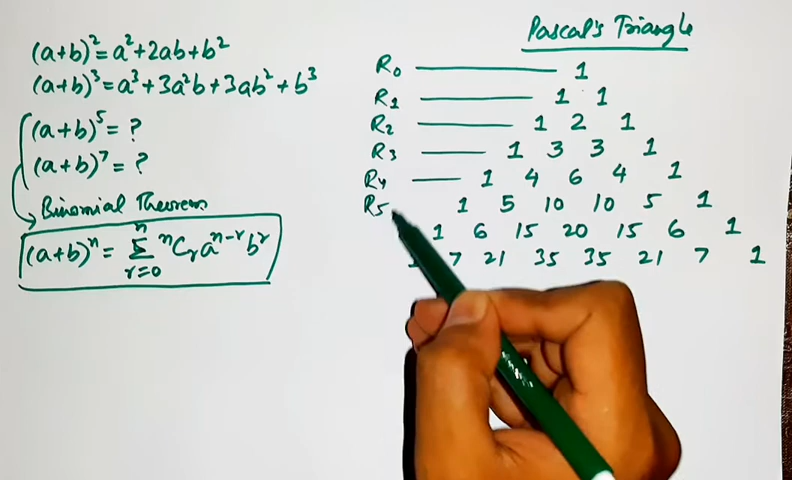 (a+b)² = a²+2ab+b²
(a+b)³ = a³+3a²b+3ab²+b³
(a+b)⁵ = ?
(a+b)⁷ = ?
Binomial Theorem
(a+b)ⁿ = ∑ⁿᵣ₌₀ ⁿCᵣ aⁿ⁻ʳ bʳ
Pascal's Triangle
R₀ 1
R₁ 1 1
R₂ 1 2 1
R₃ 1 3 3 1
R₄ 1 4 6 4 1
R₅ 1 5 10 10 5 1
1 6 15 20 15 6 1
7 21 35 35 21 7 1